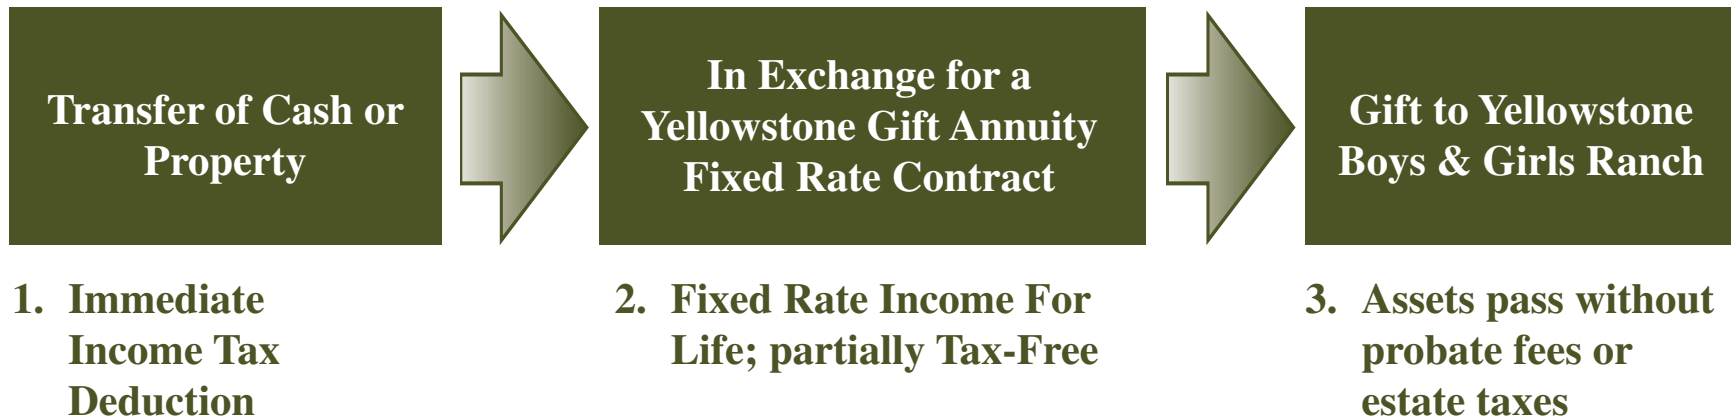 Transfer of Cash or
Property
In Exchange for a
Yellowstone Gift Annuity
Fixed Rate Contract
Gift to Yellowstone
Boys & Girls Ranch
1. Immediate
Income Tax
Deduction
2. Fixed Rate Income For
Life; partially Tax-Free
3. Assets pass without
probate fees or
estate taxes